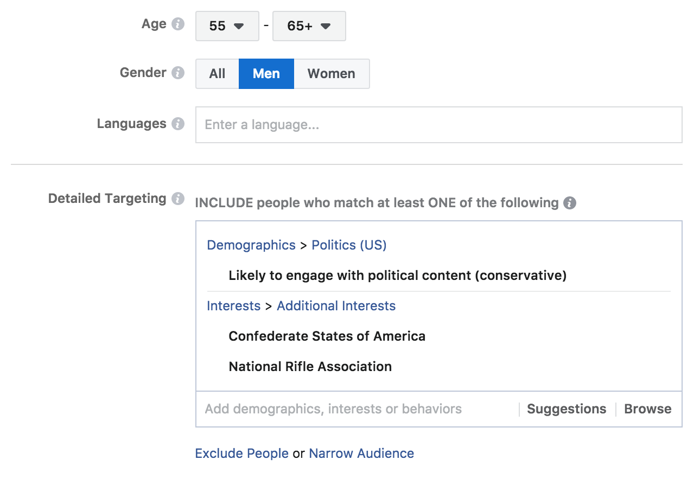 Age 55 - 65+
Gender All Men Women
Languages Enter a language...
Detailed Targeting INCLUDE people who match at least ONE of the following
Demographics > Politics (US)
Likely to engage with political content (conservative)
Interests > Additional Interests
Confederate States of America
National Rifle Association
Add demographics, interests or behaviors Suggestions Browse
Exclude People or Narrow Audience